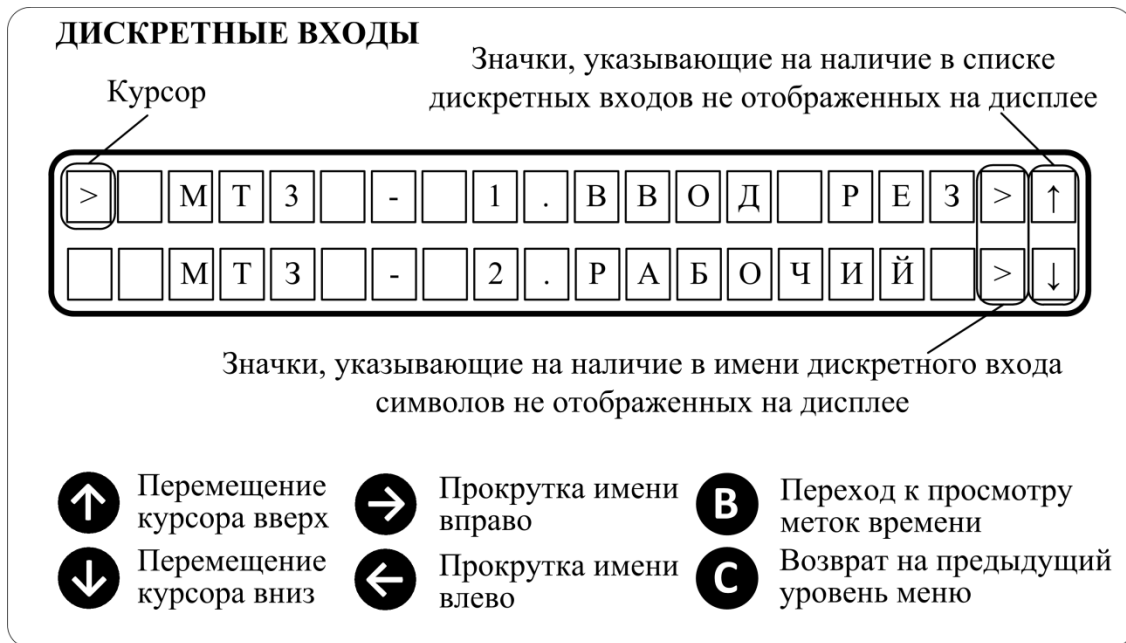 ДИСКРЕТНЫЕ ВХОДЫ
Значки, указывающие на наличие в списке
дискретных входов не отображенных на дисплее
Курсор
> МТЗ - 1.ВВОД РЕЗ>↑
МТЗ - 2.РАБОЧИЙ >↓
Значки, указывающие на наличие в имени дискретного входа
символов не отображенных на дисплее
↑ Перемещение
курсора вверх
→ Прокрутка имени
вправо
B Переход к просмотру
меток времени
↓ Перемещение
курсора вниз
← Прокрутка имени
влево
C Возврат на предыдущий
уровень меню